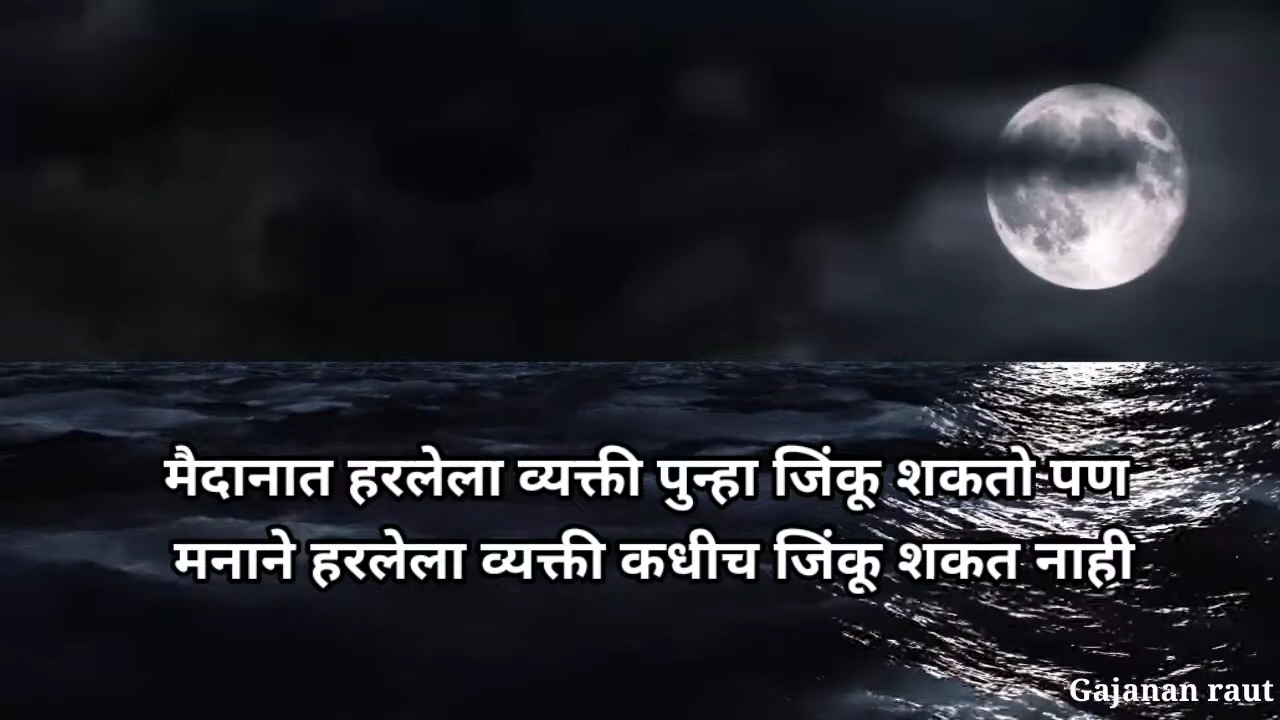 मैदानात हरलेला व्यक्ती पुन्हा जिंकू शकतो पण
मनाने हरलेला व्यक्ती कधीच जिंकू शकत नाही
Gajanan raut